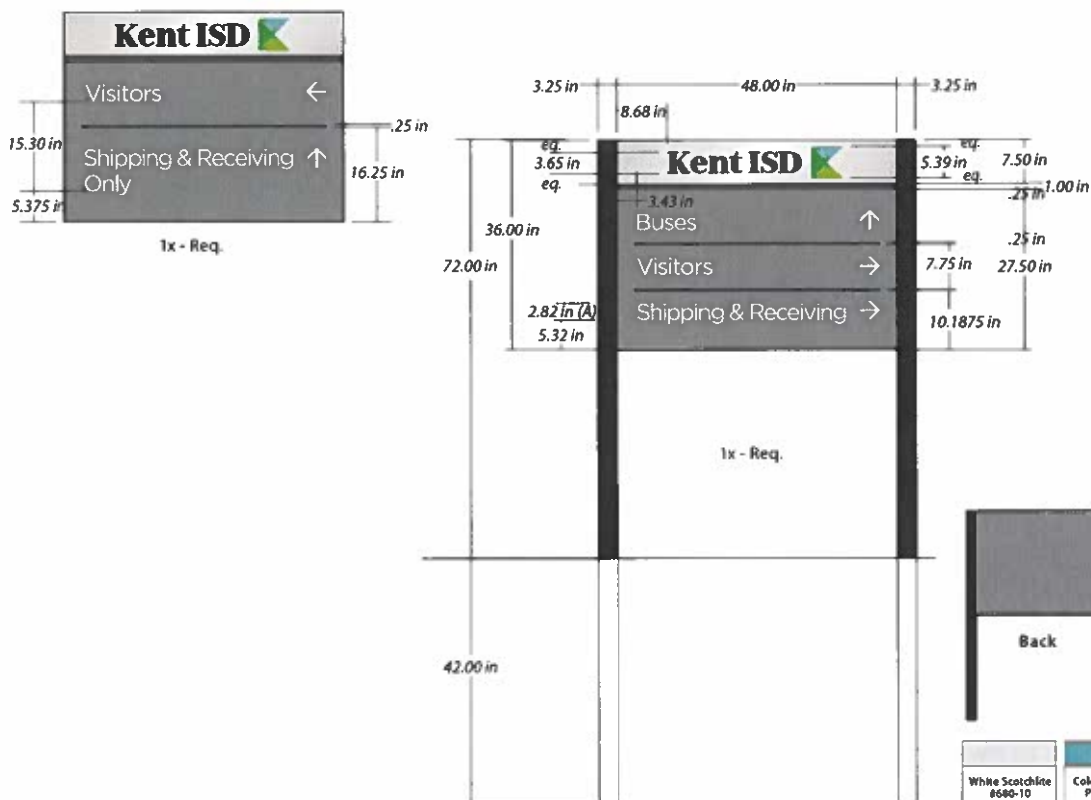 Kent ISD
Visitors ←
Shipping & Receiving ↑
Only
15.30 in
5.375 in
.25 in
16.25 in
1x - Req.
3.25 in
48.00 in
3.25 in
8.68 in
eq.
3.65 in
eq.
3.43 in
Kent ISD
5.39 in
eq.
eq.
7.50 in
1.00 in
.25 in
Buses ↑
Visitors →
Shipping & Receiving →
36.00 in
72.00 in
2.82 in (A)
5.32 in
.25 in
7.75 in
27.50 in
10.1875 in
1x - Req.
42.00 in
Back
White Scotchlite
#680-10